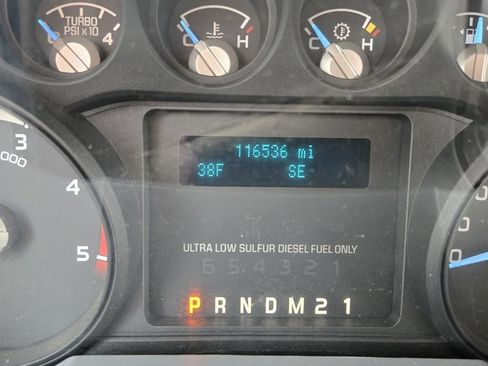 TURBO
PSI x 10 4
C H
C H
116536 mi
38F SE
3
000
4
5
ULTRA LOW SULFUR DIESEL FUEL ONLY
6 5 4 3 2 1
P R N D M 2 1
0
0